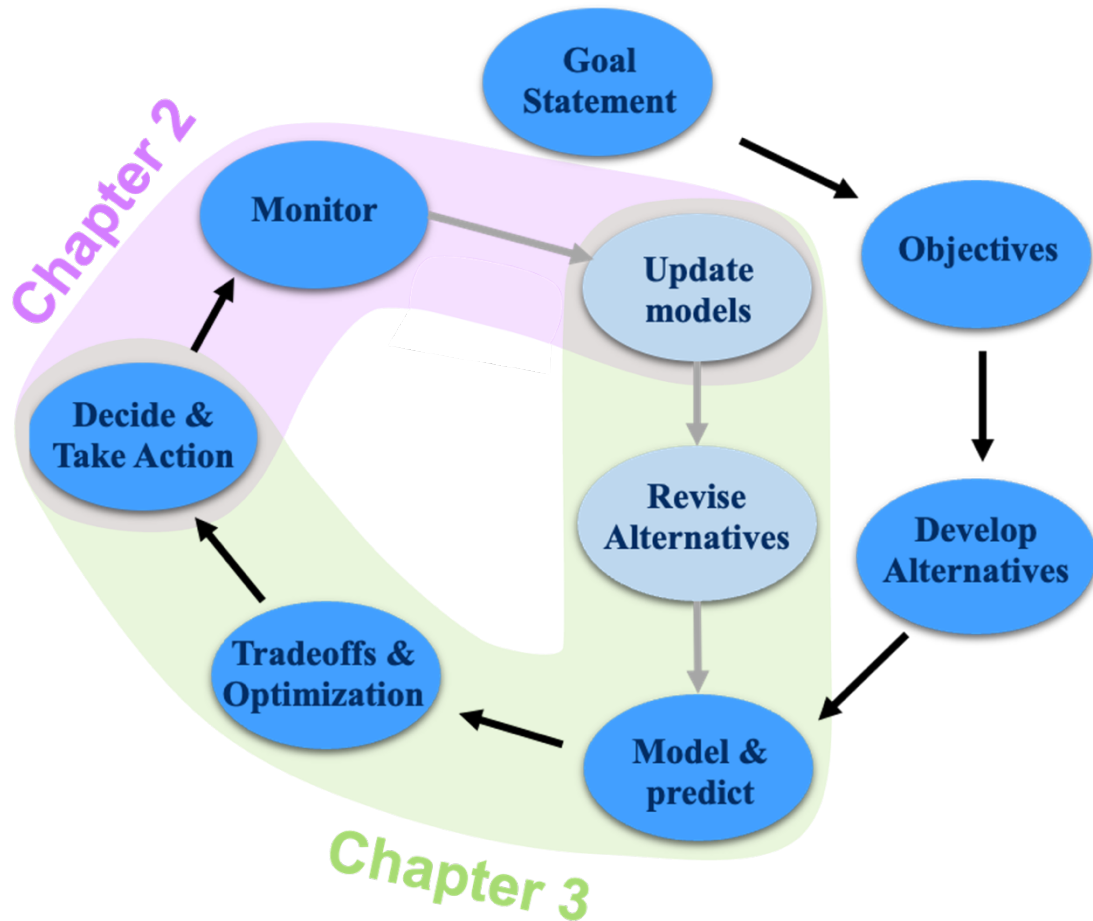 Goal
Statement
Chapter 2
Monitor
Objectives
Update
models
Decide &
Take Action
Revise
Alternatives
Develop
Alternatives
Tradeoffs &
Optimization
Model &
predict
Chapter 3